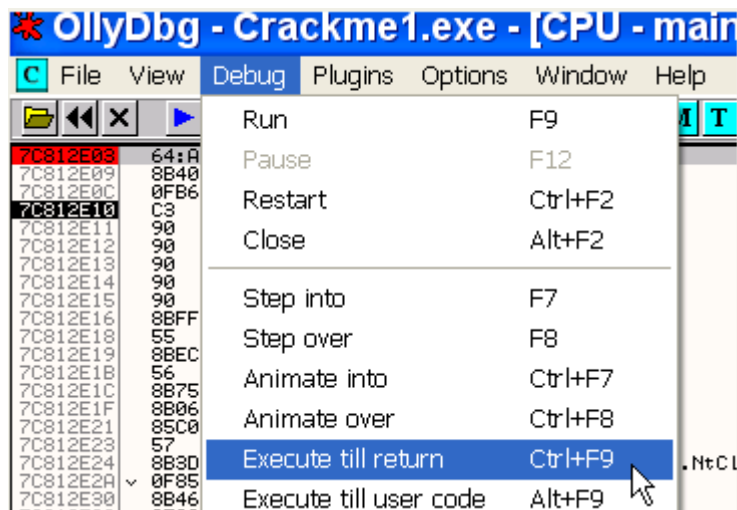 OllyDbg - Crackme1.exe - [CPU - main
C File View Debug Plugins Options Window Help
Run F9 M T
7C812E03 64:A
Pause F12
7C812E09 8B40
7C812E0C 0FB6
Restart Ctrl+F2
7C812E10 C3
7C812E11 90
Close Alt+F2
7C812E12 90
7C812E13 90
7C812E14 90
7C812E15 90
Step into F7
7C812E16 8BFF
7C812E18 55
Step over F8
7C812E19 8BEC
7C812E1B 56
Animate into Ctrl+F7
7C812E1C 8B75
7C812E1F 8B06
Animate over Ctrl+F8
7C812E21 85C0
7C812E23 57
Execute till return Ctrl+F9
7C812E24 8B3D .NtCl
7C812E2A 0F85
Execute till user code Alt+F9
7C812E30 8B46